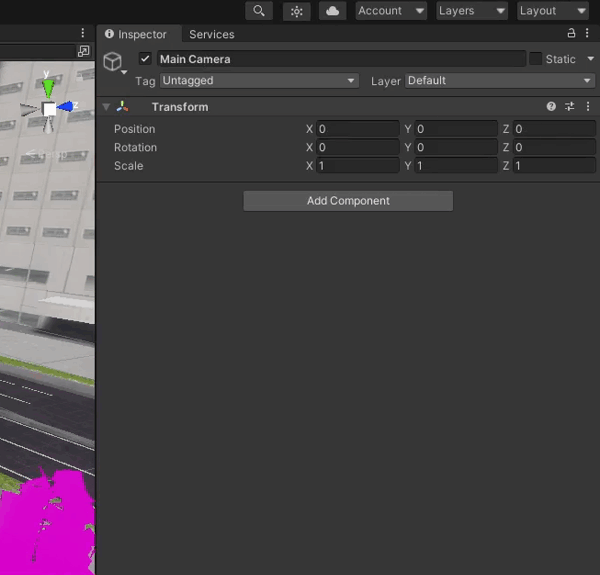 Account Layers Layout
Inspector Services
Main Camera Static
Tag Untagged Layer Default
Transform
Position X 0 Y 0 Z 0
Rotation X 0 Y 0 Z 0
Scale X 1 Y 1 Z 1
Add Component
y
z